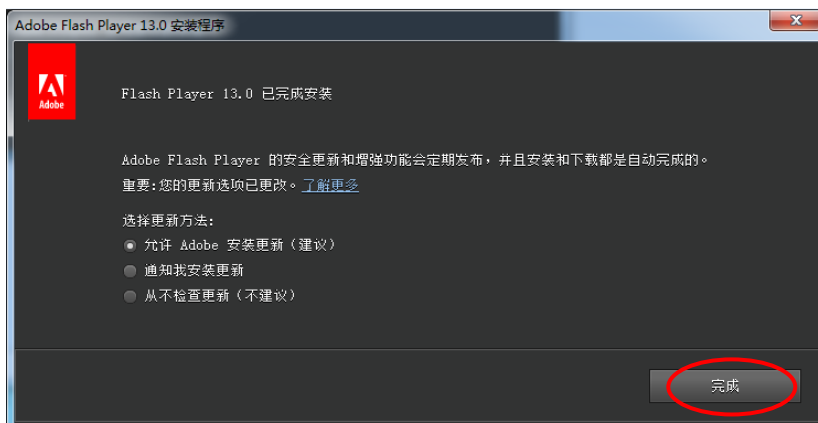 Adobe Flash Player 13.0 安装程序
Adobe
Flash Player 13.0 已完成安装
Adobe Flash Player 的安全更新和增强功能会定期发布，并且安装和下载都是自动完成的。
重要:您的更新选项已更改。了解更多
选择更新方法:
允许 Adobe 安装更新（建议）
通知我安装更新
从不检查更新（不建议）
完成